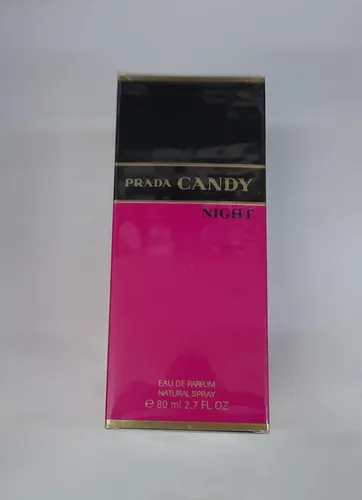 PRADA CANDY
NIGHT
EAU DE PARFUM
NATURAL SPRAY
℮ 80 ml 2.7 FL OZ